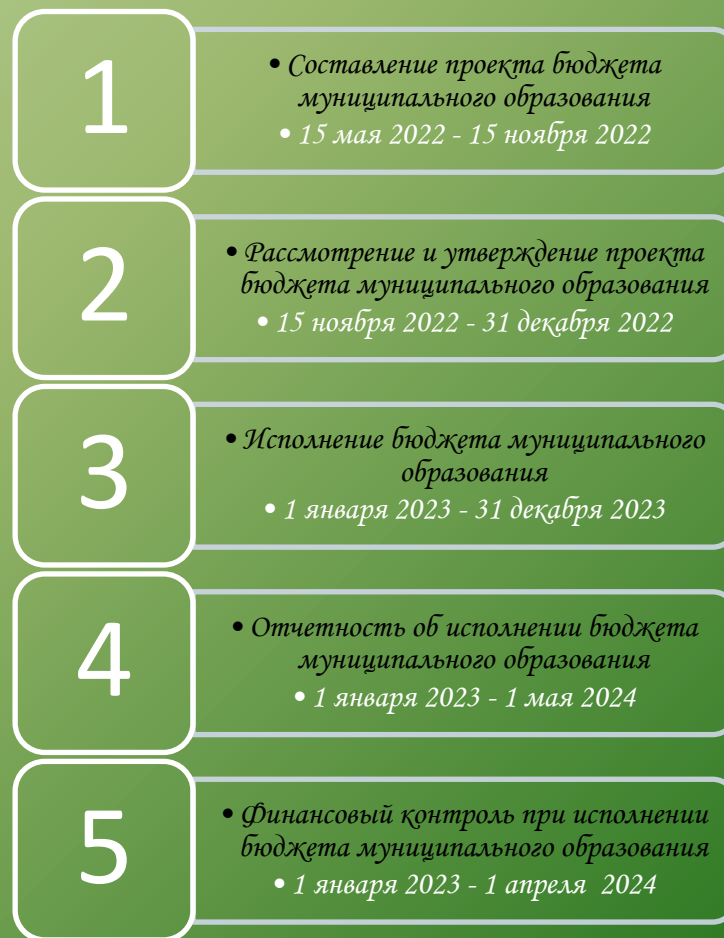 1
• Составление проекта бюджета
муниципального образования
• 15 мая 2022 - 15 ноября 2022
2
• Рассмотрение и утверждение проекта
бюджета муниципального образования
• 15 ноября 2022 - 31 декабря 2022
3
• Исполнение бюджета муниципального
образования
• 1 января 2023 - 31 декабря 2023
4
• Отчетность об исполнении бюджета
муниципального образования
• 1 января 2023 - 1 мая 2024
5
• Финансовый контроль при исполнении
бюджета муниципального образования
• 1 января 2023 - 1 апреля 2024